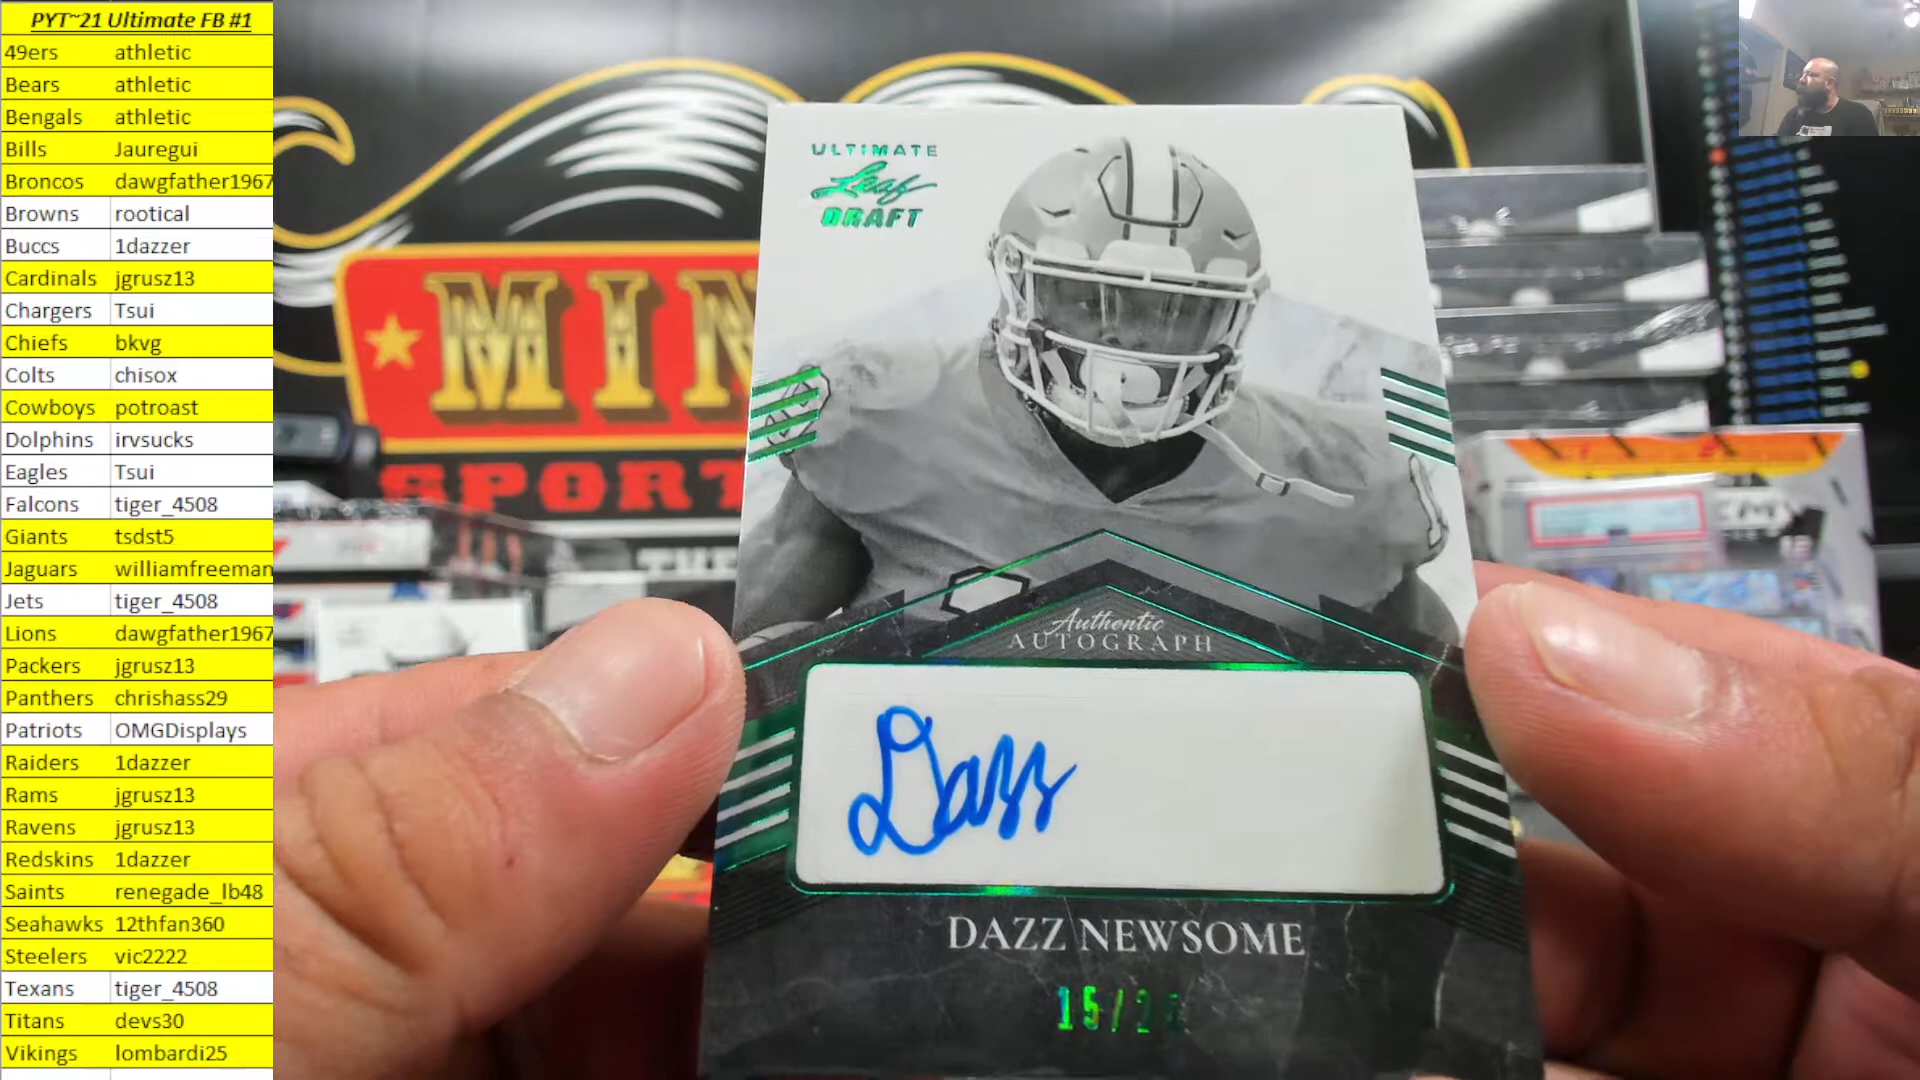 PYT~21 Ultimate FB #1
49ers athletic
Bears athletic
Bengals athletic
Bills Jauregui
Broncos dawgfather1967
Browns rootical
Buccs 1dazzer
Cardinals jgrusz13
Chargers Tsui
Chiefs bkvg
Colts chisox
Cowboys potroast
Dolphins irvsucks
Eagles Tsui
Falcons tiger_4508
Giants tsdst5
Jaguars williamfreeman
Jets tiger_4508
Lions dawgfather1967
Packers jgrusz13
Panthers chrishass29
Patriots OMGDisplays
Raiders 1dazzer
Rams jgrusz13
Ravens jgrusz13
Redskins 1dazzer
Saints renegade_lb48
Seahawks 12thfan360
Steelers vic2222
Texans tiger_4508
Titans devs30
Vikings lombardi25
MIN
SPORT
THE
ULTIMATE
Leaf
DRAFT
Authentic
AUTOGRAPH
Dazz
DAZZ NEWSOME